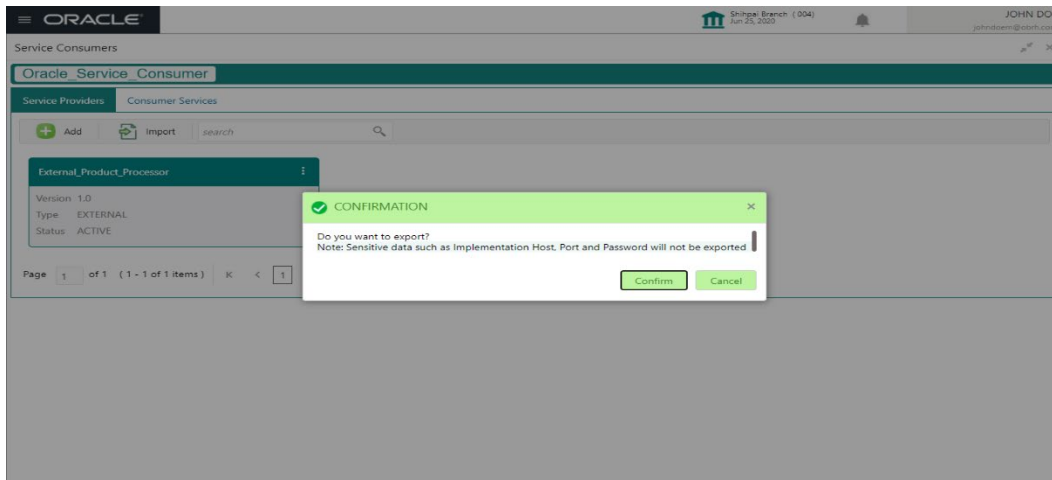 ORACLE
Shihpai Branch ( 004)
Jun 25, 2020
JOHN DO
johndoern@obrh.co
Service Consumers
Oracle_Service_Consumer
Service Providers
Consumer Services
Add
Import
search
External_Product_Processor
Version 1.0
Type EXTERNAL
Status ACTIVE
CONFIRMATION
Do you want to export?
Note: Sensitive data such as Implementation Host, Port and Password will not be exported
Confirm
Cancel
Page 1 of 1 ( 1 - 1 of 1 items ) K < 1